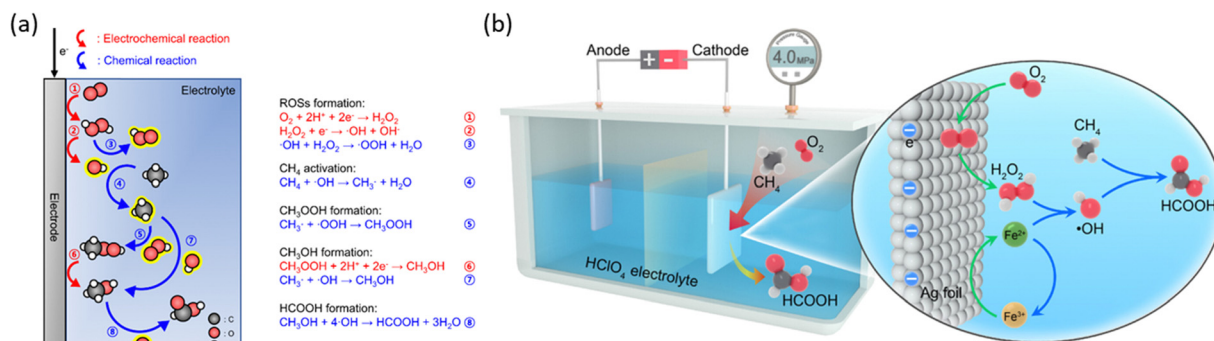 (a)
e⁻
: Electrochemical reaction
: Chemical reaction
Electrolyte
Electrode
①
②
③
④
⑤
⑥
⑦
⑧
: C
: O
ROSs formation:
O₂ + 2H⁺ + 2e⁻ → H₂O₂ ①
H₂O₂ + e⁻ → ·OH + OH⁻ ②
·OH + H₂O₂ → ·OOH + H₂O ③
CH₄ activation:
CH₄ + ·OH → CH₃· + H₂O ④
CH₃OOH formation:
CH₃· + ·OOH → CH₃OOH ⑤
CH₃OH formation:
CH₃OOH + 2H⁺ + 2e⁻ → CH₃OH ⑥
CH₃· + ·OH → CH₃OH ⑦
HCOOH formation:
CH₃OH + 4·OH → HCOOH + 3H₂O ⑧
(b)
Anode
+ −
Cathode
Pressure Gauge
4.0MPa
O₂
CH₄
HClO₄ electrolyte
HCOOH
O₂
e⁻
CH₄
H₂O₂
HCOOH
•OH
Fe²⁺
Ag foil
Fe³⁺